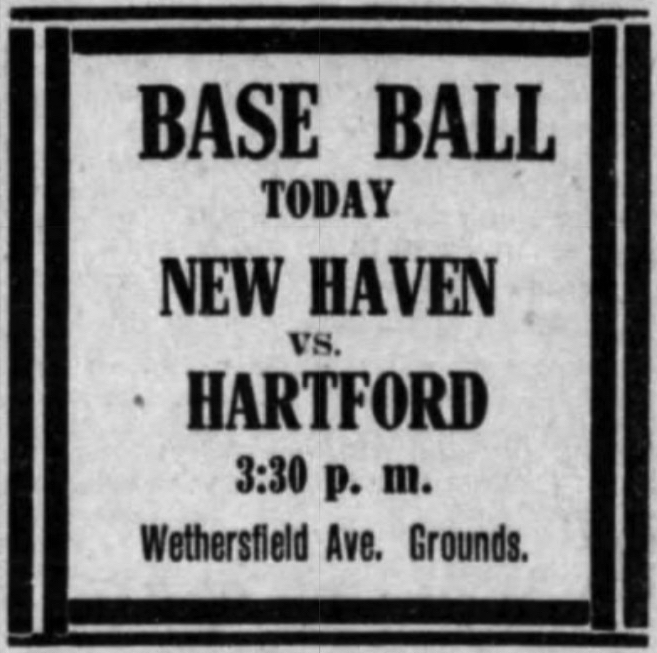 BASE BALL
TODAY
NEW HAVEN
vs.
HARTFORD
3:30 p. m.
Wethersfield Ave. Grounds.